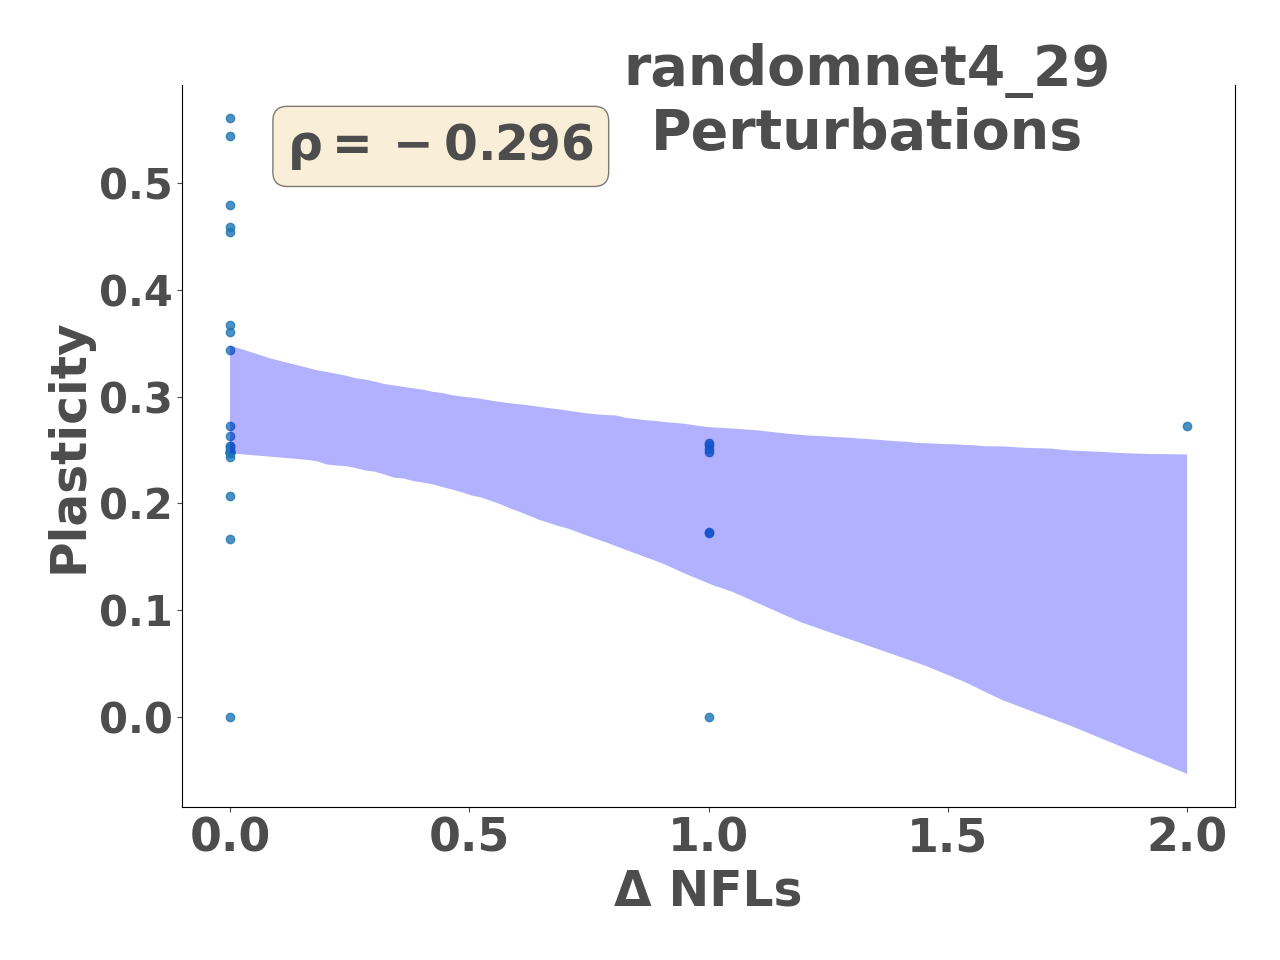 randomnet4_29
Perturbations
ρ = − 0.296
Plasticity
0.5
0.4
0.3
0.2
0.1
0.0
0.0 0.5 1.0 1.5 2.0
Δ NFLs